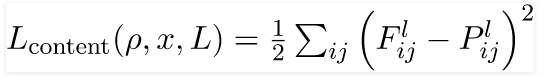 L_content(ρ, x, L) = 1/2 ∑_ij (F^l_ij − P^l_ij)^2